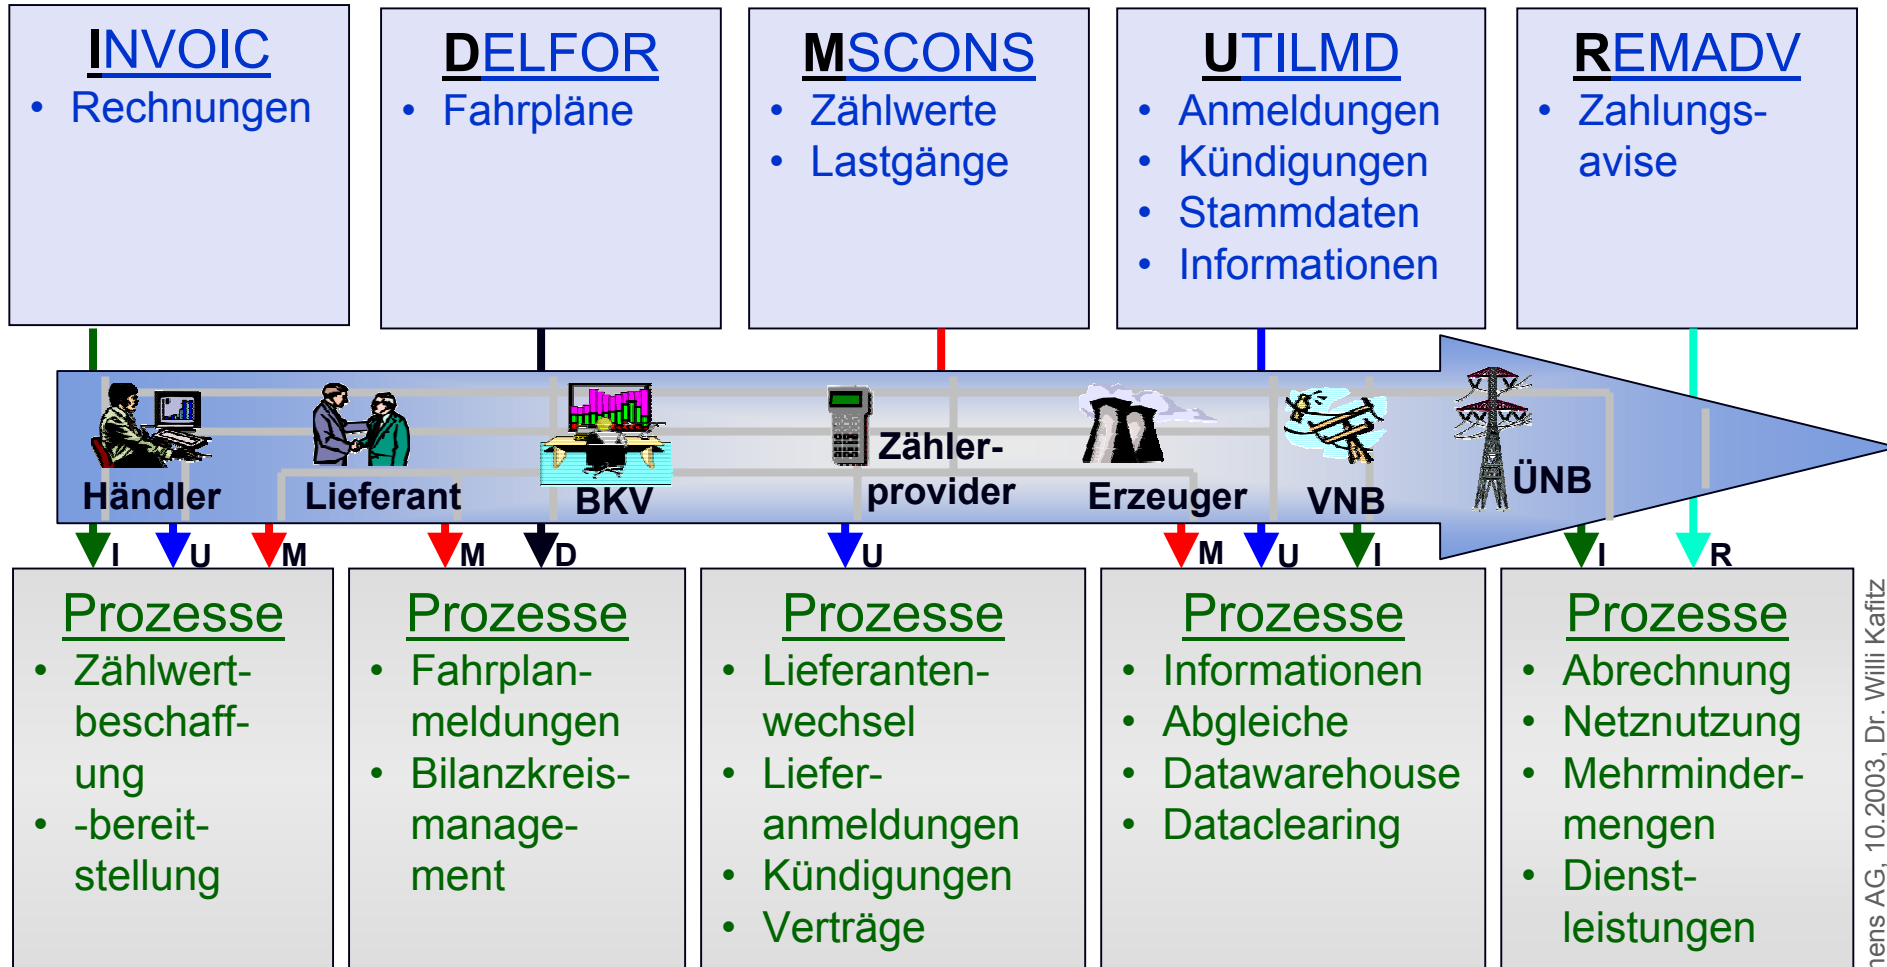 INVOIC
• Rechnungen
DELFOR
• Fahrpläne
MSCONS
• Zählwerte
• Lastgänge
UTILMD
• Anmeldungen
• Kündigungen
• Stammdaten
• Informationen
REMADV
• Zahlungs-
avise
Händler
Lieferant
BKV
Zähler-
provider
Erzeuger
VNB
ÜNB
I
U
M
M
D
U
M
U
I
I
R
Prozesse
• Zählwert-
beschaff-
ung
• -bereit-
stellung
Prozesse
• Fahrplan-
meldungen
• Bilanzkreis-
manage-
ment
Prozesse
• Lieferanten-
wechsel
• Liefer-
anmeldungen
• Kündigungen
• Verträge
Prozesse
• Informationen
• Abgleiche
• Datawarehouse
• Dataclearing
Prozesse
• Abrechnung
• Netznutzung
• Mehrminder-
mengen
• Dienst-
leistungen
AG, 10.2003, Dr. Willi Kafitz